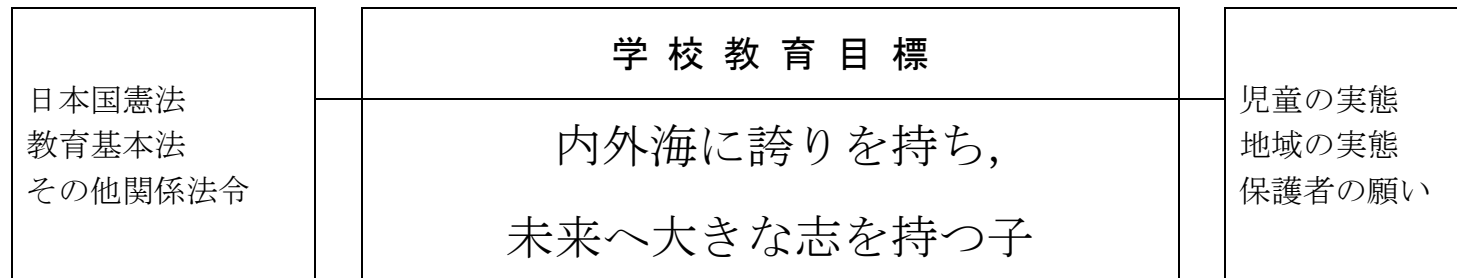 日本国憲法
教育基本法
その他関係法令
学校教育目標
内外海に誇りを持ち,
未来へ大きな志を持つ子
児童の実態
地域の実態
保護者の願い